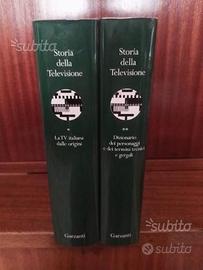 subito
Storia
della
Televisione
*
La TV italiana
dalle origini
Garzanti
Storia
della
Televisione
**
Dizionario
dei personaggi
e dei termini tecnici
e gergali
Garzanti
subito